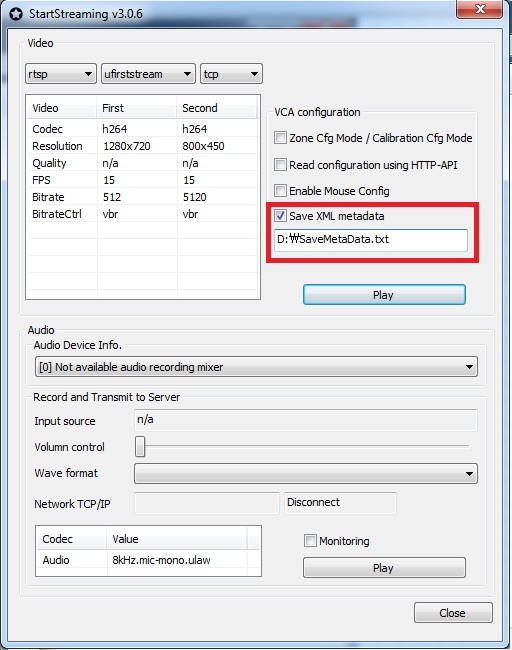 StartStreaming v3.0.6
Video
rtsp ufirststream tcp
Video First Second
Codec h264 h264
Resolution 1280x720 800x450
Quality n/a n/a
FPS 15 15
Bitrate 512 5120
BitrateCtrl vbr vbr
VCA configuration
Zone Cfg Mode / Calibration Cfg Mode
Read configuration using HTTP-API
Enable Mouse Config
Save XML metadata
D:₩SaveMetaData.txt
Play
Audio
Audio Device Info.
[0] Not available audio recording mixer
Record and Transmit to Server
Input source n/a
Volumn control
Wave format
Network TCP/IP Disconnect
Codec Value
Audio 8kHz.mic-mono.ulaw
Monitoring
Play
Close